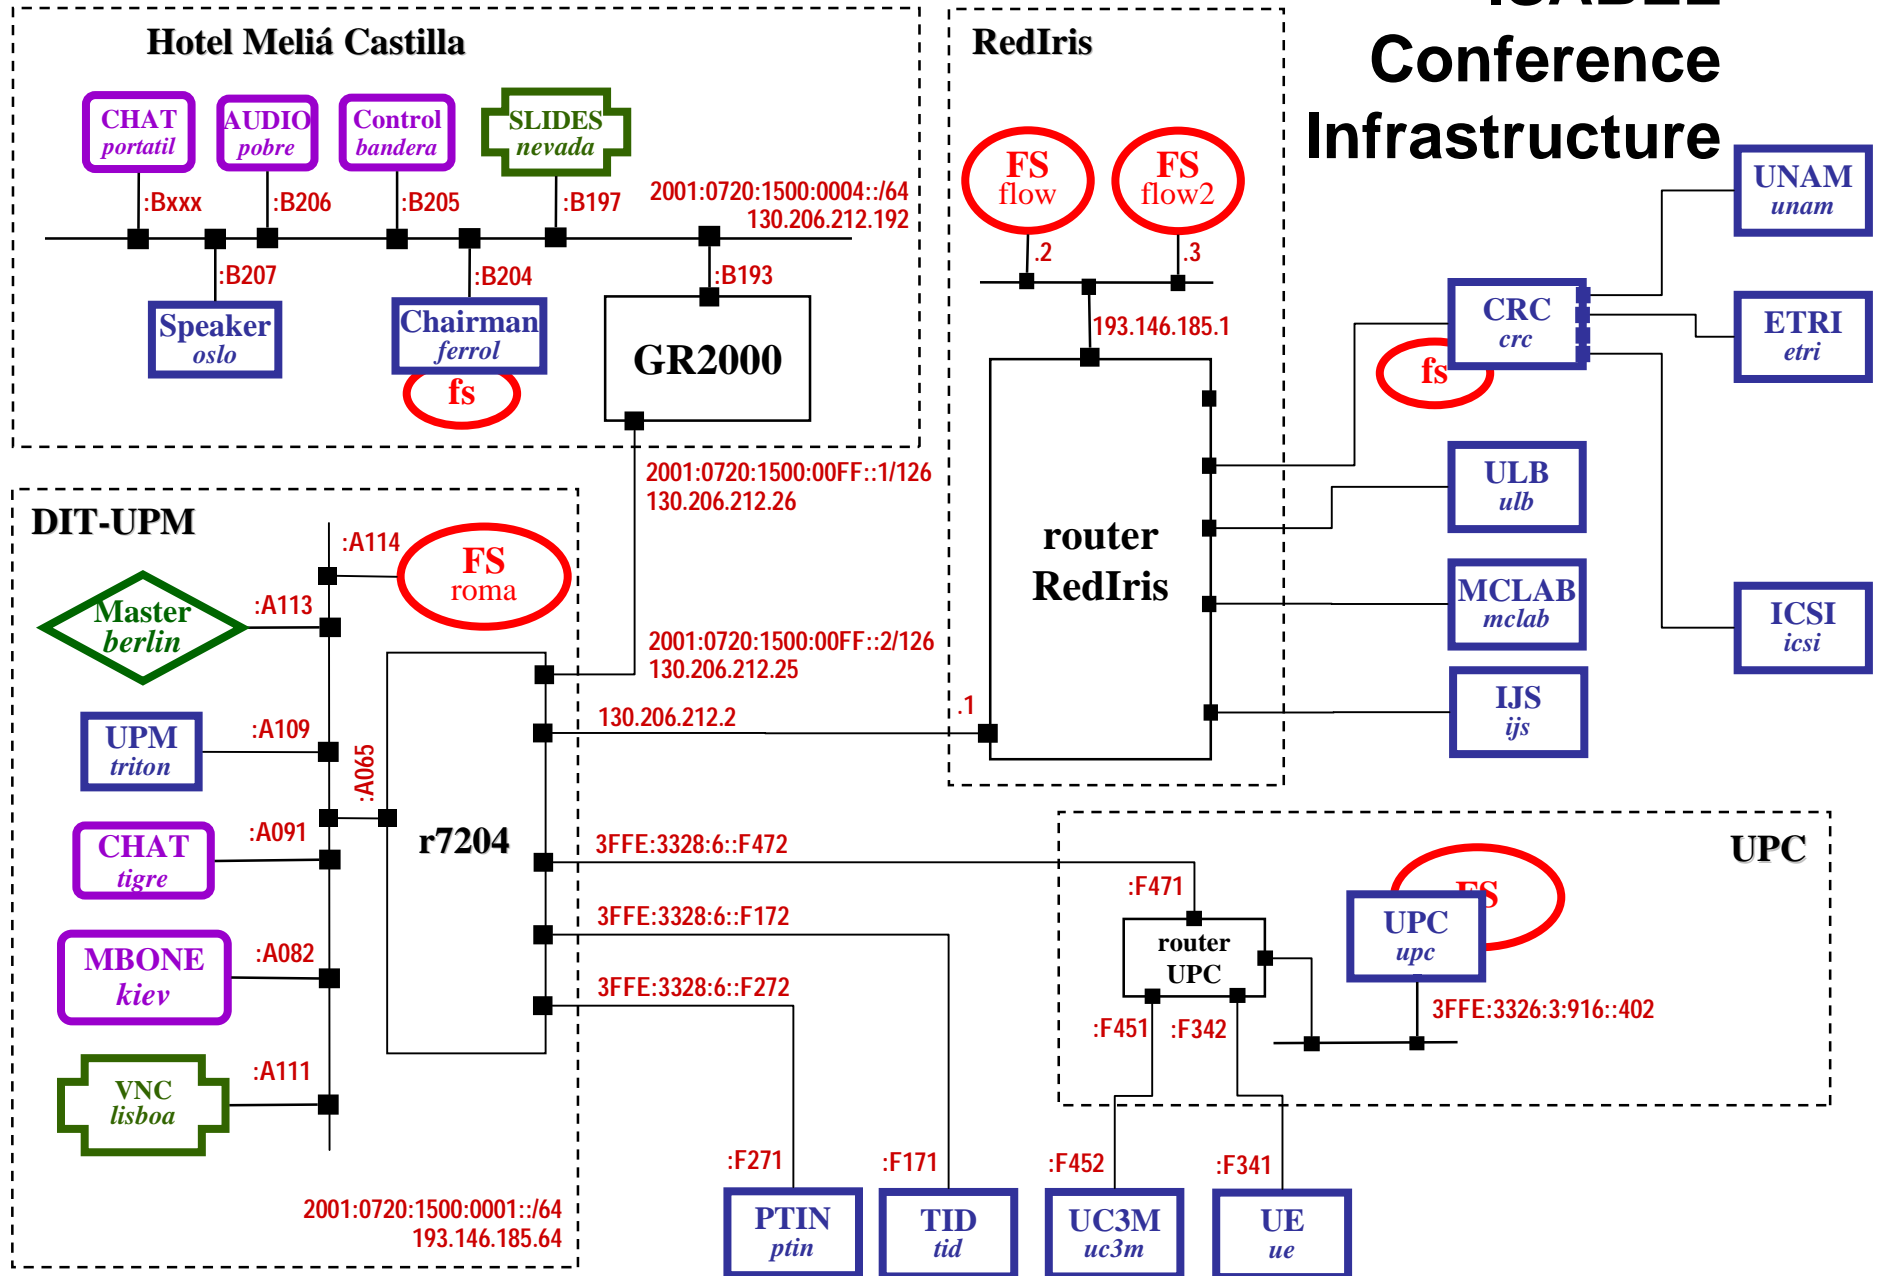 ISABEL
Conference
Infrastructure
Hotel Meliá Castilla
CHAT
portatil
AUDIO
pobre
Control
bandera
SLIDES
nevada
:Bxxx
:B206
:B205
:B197
2001:0720:1500:0004::/64
130.206.212.192
:B207
:B204
:B193
Speaker
oslo
Chairman
ferrol
fs
GR2000
2001:0720:1500:00FF::1/126
130.206.212.26
RedIris
FS
flow
FS
flow2
.2
.3
193.146.185.1
router
RedIris
.1
CRC
crc
fs
UNAM
unam
ETRI
etri
ICSI
icsi
ULB
ulb
MCLAB
mclab
IJS
ijs
DIT-UPM
:A114
FS
roma
Master
berlin
:A113
2001:0720:1500:00FF::2/126
130.206.212.25
130.206.212.2
UPM
triton
:A109
:A065
CHAT
tigre
:A091
r7204
MBONE
kiev
:A082
VNC
lisboa
:A111
2001:0720:1500:0001::/64
193.146.185.64
3FFE:3328:6::F472
3FFE:3328:6::F172
3FFE:3328:6::F272
UPC
:F471
router
UPC
FS
UPC
upc
3FFE:3326:3:916::402
:F451
:F342
:F271
:F171
:F452
:F341
PTIN
ptin
TID
tid
UC3M
uc3m
UE
ue